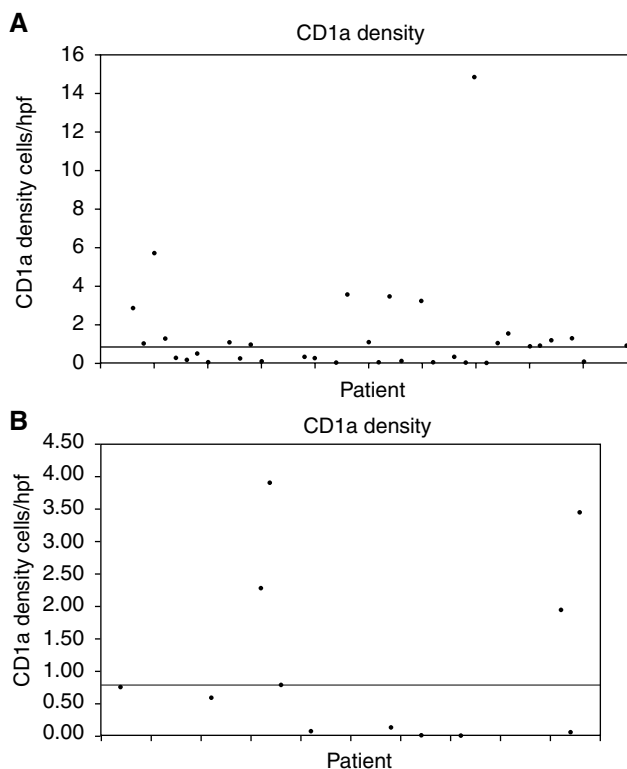 A
CD1a density
CD1a density cells/hpf
16
14
12
10
8
6
4
2
0
Patient
B
CD1a density
CD1a density cells/hpf
4.50
4.00
3.50
3.00
2.50
2.00
1.00
0.50
0.00
Patient